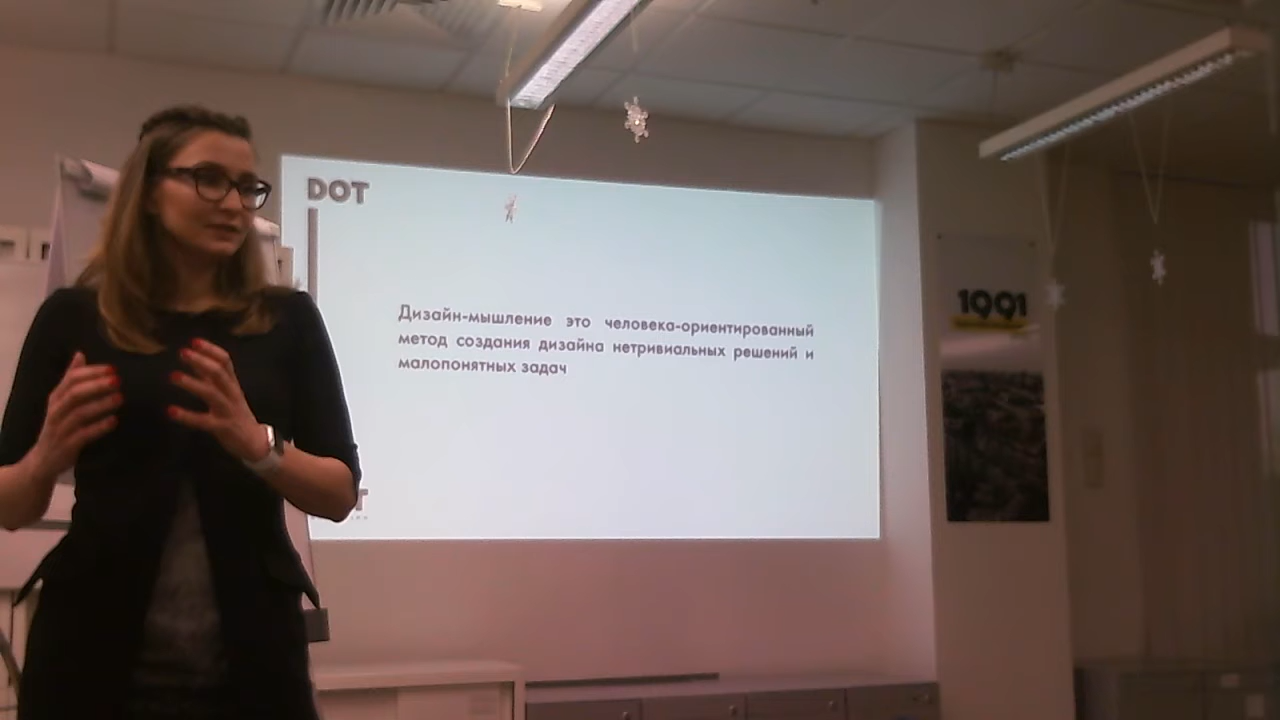 DOT
Дизайн-мышление это человека-ориентированный
метод создания дизайна нетривиальных решений и
малопонятных задач
1991